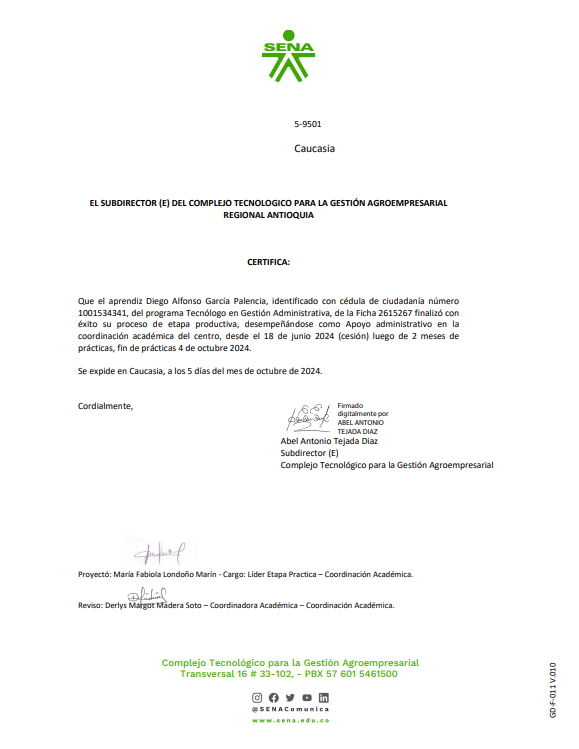 SENA
5-9501
Caucasia
EL SUBDIRECTOR (E) DEL COMPLEJO TECNOLOGICO PARA LA GESTIÓN AGROEMPRESARIAL
REGIONAL ANTIOQUIA
CERTIFICA:
Que el aprendiz Diego Alfonso García Palencia, identificado con cédula de ciudadanía número
1001534341, del programa Tecnólogo en Gestión Administrativa, de la Ficha 2615267 finalizó con
éxito su proceso de etapa productiva, desempeñándose como Apoyo administrativo en la
coordinación académica del centro, desde el 18 de junio 2024 (cesión) luego de 2 meses de
prácticas, fin de prácticas 4 de octubre 2024.
Se expide en Caucasia, a los 5 días del mes de octubre de 2024.
Cordialmente,
Firmado
digitalmente por
ABEL ANTONIO
TEJADA DIAZ
Abel Antonio Tejada Diaz
Subdirector (E)
Complejo Tecnológico para la Gestión Agroempresarial
Proyectó: María Fabiola Londoño Marín - Cargo: Líder Etapa Practica – Coordinación Académica.
Reviso: Derlys Margot Madera Soto – Coordinadora Académica – Coordinación Académica.
Complejo Tecnológico para la Gestión Agroempresarial
Transversal 16 # 33-102, - PBX 57 601 5461500
@SENAComunica
www.sena.edu.co
GD-F-011 V.010